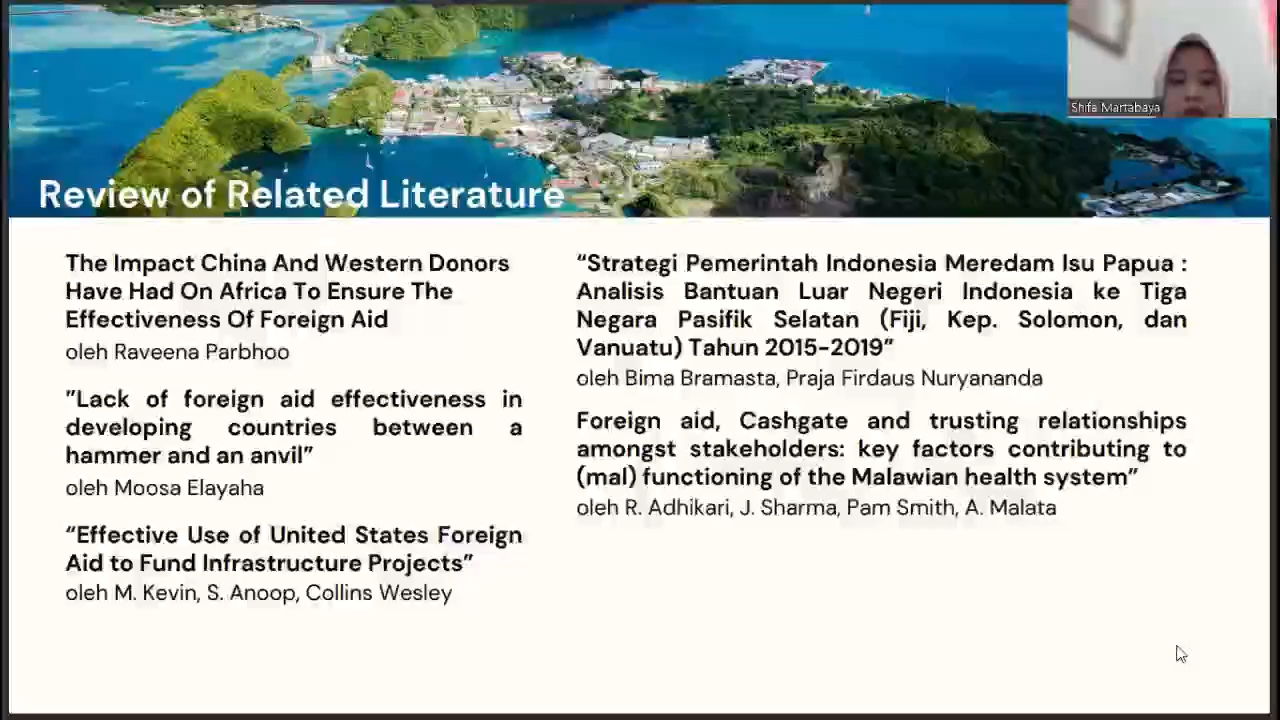 Shifa Martabaya
Review of Related Literature
The Impact China And Western Donors
Have Had On Africa To Ensure The
Effectiveness Of Foreign Aid
oleh Raveena Parbhoo
”Lack of foreign aid effectiveness in
developing countries between a
hammer and an anvil”
oleh Moosa Elayaha
“Effective Use of United States Foreign
Aid to Fund Infrastructure Projects”
oleh M. Kevin, S. Anoop, Collins Wesley
“Strategi Pemerintah Indonesia Meredam Isu Papua :
Analisis Bantuan Luar Negeri Indonesia ke Tiga
Negara Pasifik Selatan (Fiji, Kep. Solomon, dan
Vanuatu) Tahun 2015-2019”
oleh Bima Bramasta, Praja Firdaus Nuryananda
Foreign aid, Cashgate and trusting relationships
amongst stakeholders: key factors contributing to
(mal) functioning of the Malawian health system”
oleh R. Adhikari, J. Sharma, Pam Smith, A. Malata